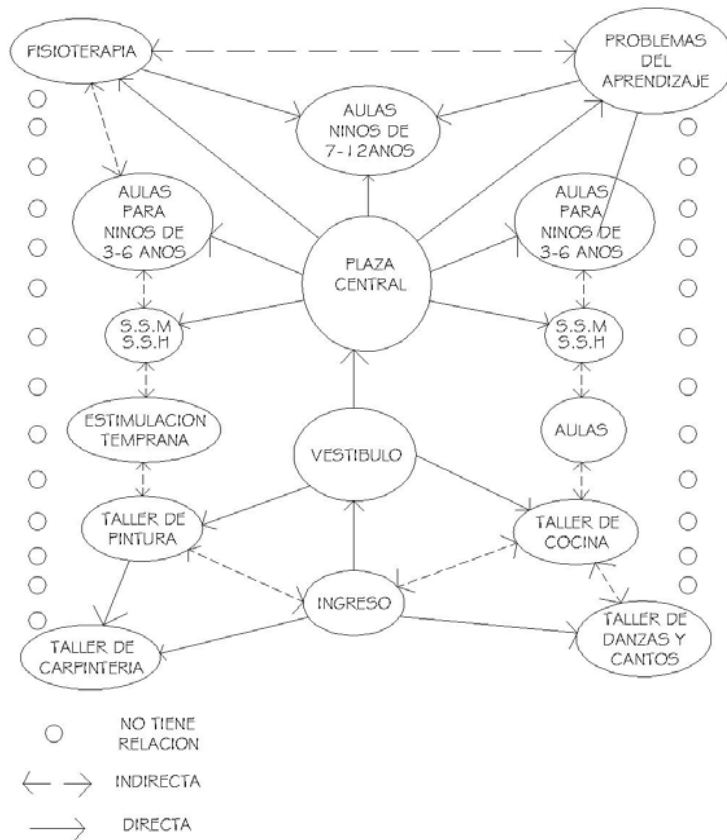 FISIOTERAPIA
PROBLEMAS
DEL
APRENDIZAJE
AULAS
NINOS DE
7-12ANOS
AULAS
PARA
NINOS DE
3-6 ANOS
AULAS
PARA
NINOS DE
3-6 ANOS
PLAZA
CENTRAL
S.S.M
S.S.H
S.S.M
S.S.H
ESTIMULACION
TEMPRANA
VESTIBULO
AULAS
TALLER DE
PINTURA
TALLER DE
COCINA
INGRESO
TALLER DE
CARPINTERIA
TALLER DE
DANZAS Y
CANTOS
NO TIENE
RELACION
INDIRECTA
DIRECTA